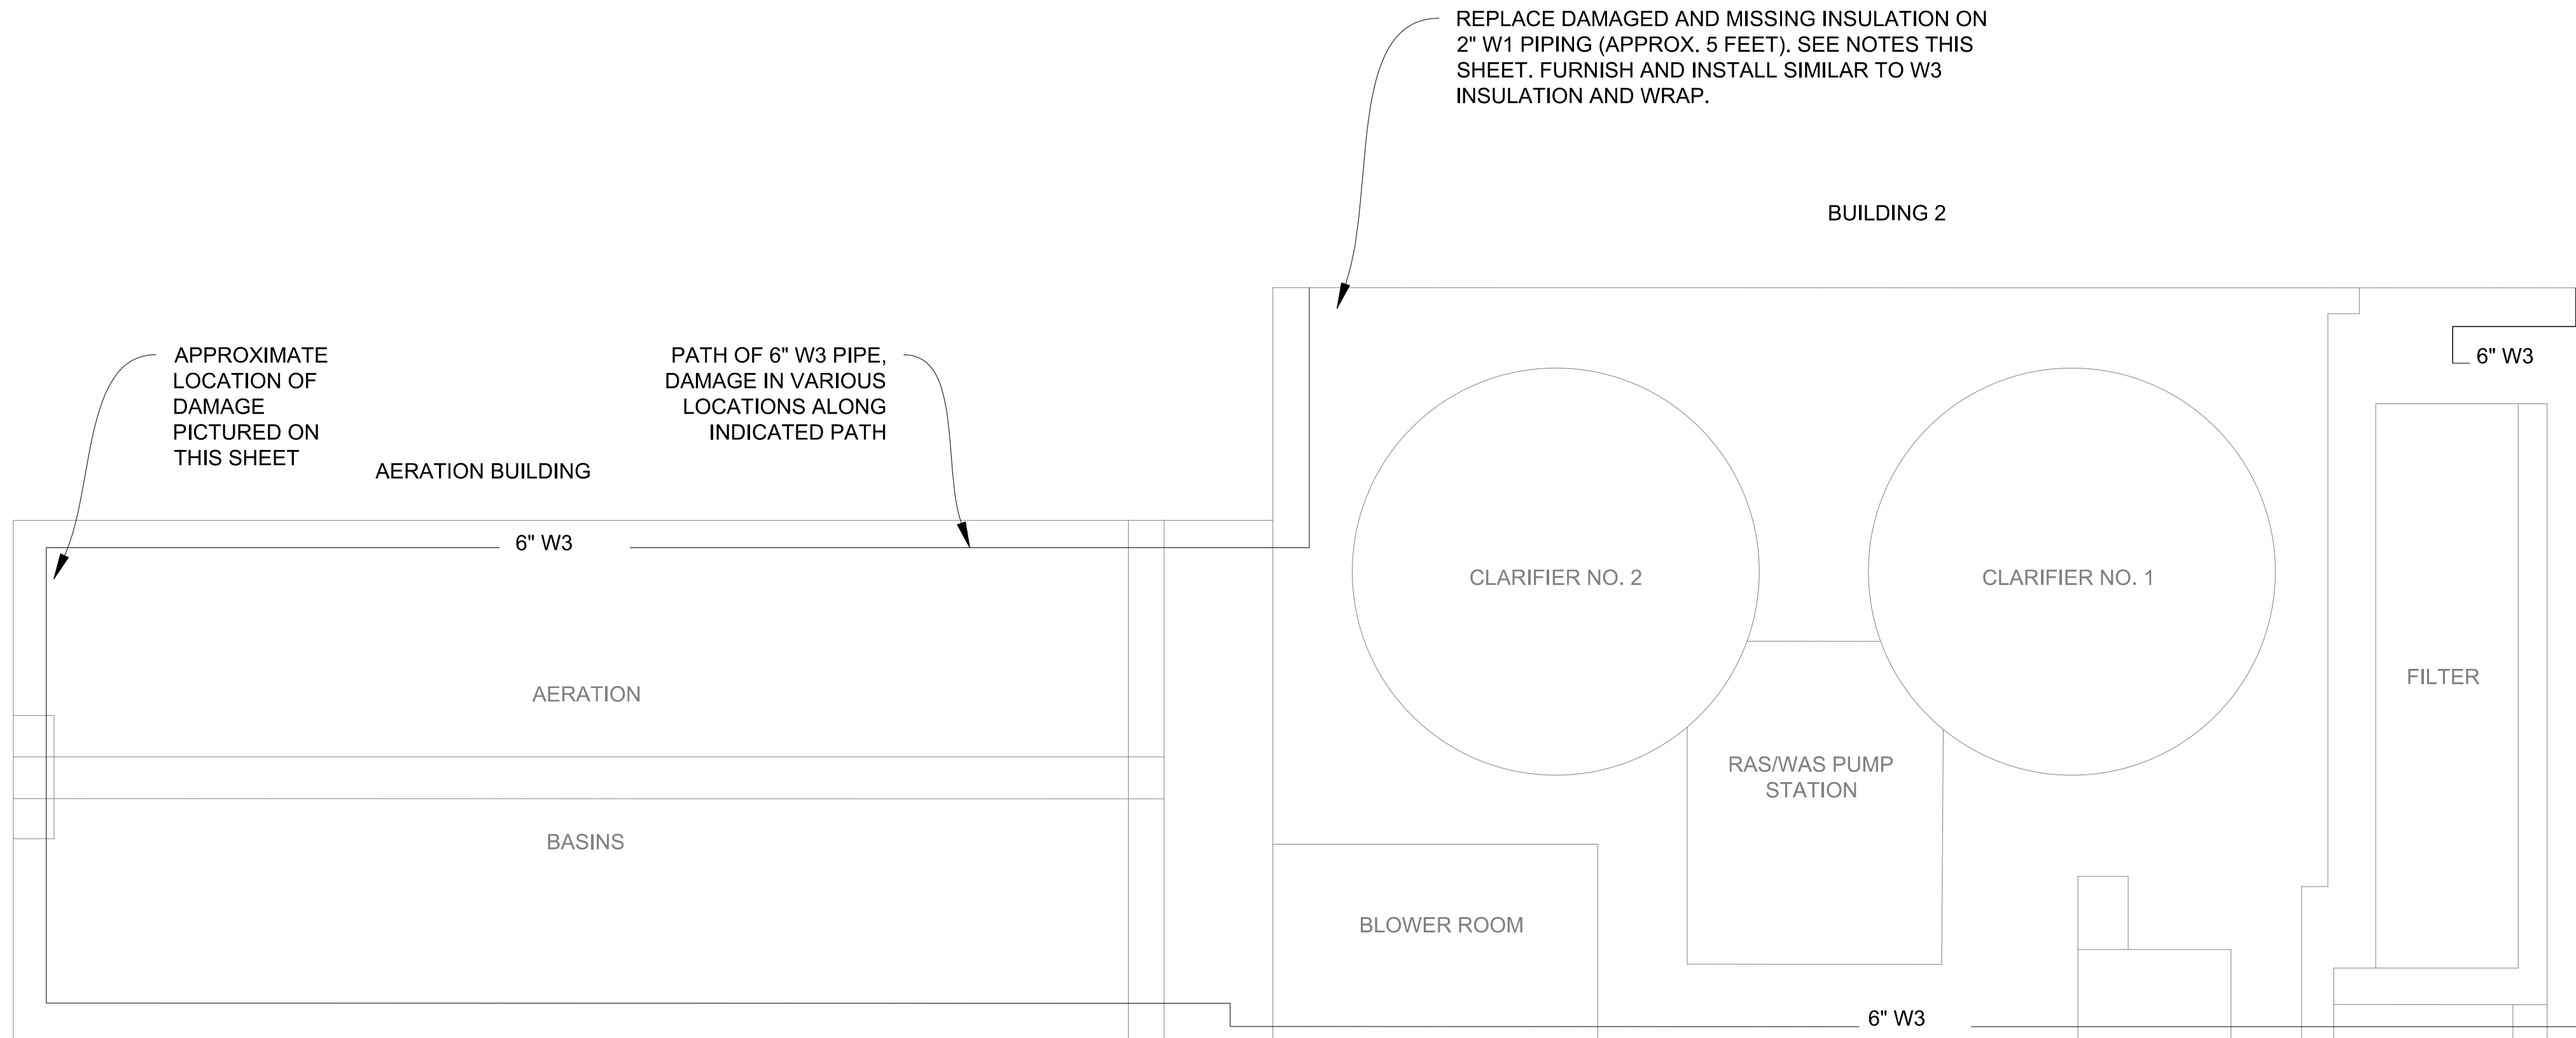 REPLACE DAMAGED AND MISSING INSULATION ON
2" W1 PIPING (APPROX. 5 FEET). SEE NOTES THIS
SHEET. FURNISH AND INSTALL SIMILAR TO W3
INSULATION AND WRAP.
BUILDING 2
APPROXIMATE
LOCATION OF
DAMAGE
PICTURED ON
THIS SHEET
PATH OF 6" W3 PIPE,
DAMAGE IN VARIOUS
LOCATIONS ALONG
INDICATED PATH
6" W3
AERATION BUILDING
6" W3
CLARIFIER NO. 2
CLARIFIER NO. 1
FILTER
AERATION
RAS/WAS PUMP
STATION
BASINS
BLOWER ROOM
6" W3